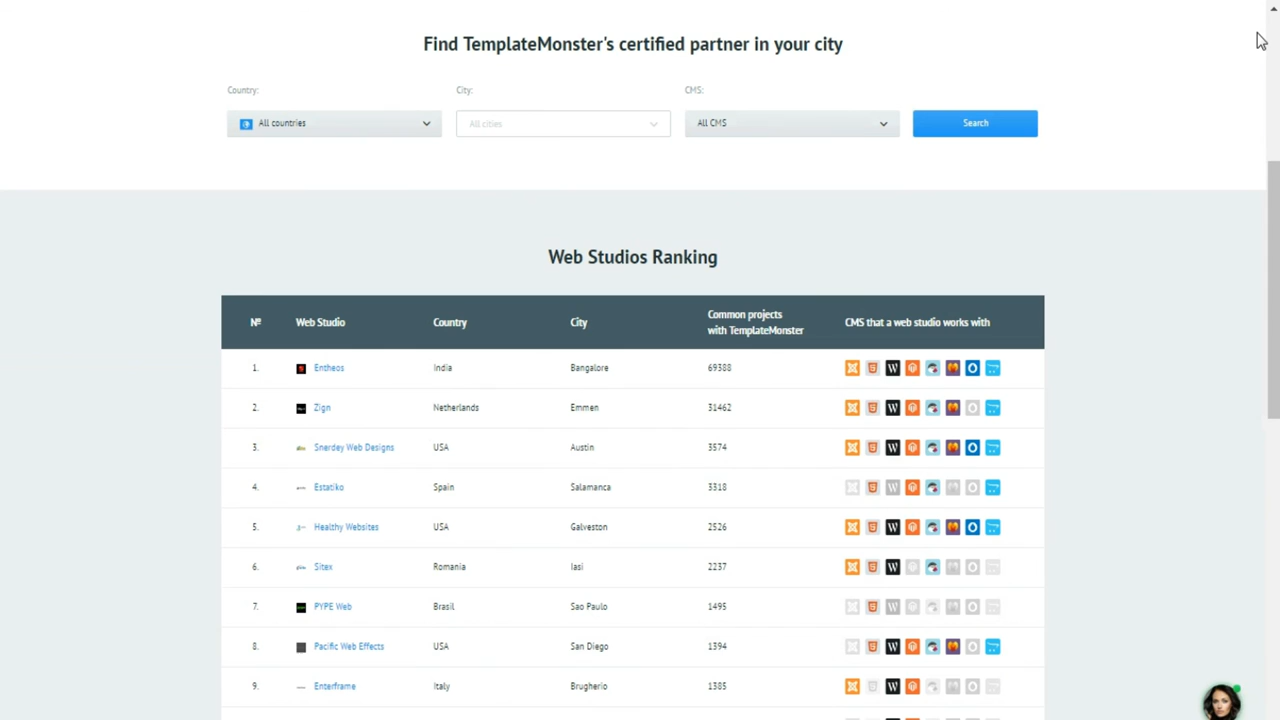 Find TemplateMonster's certified partner in your city
Country: City: CMS:
All countries All cities All CMS Search
Web Studios Ranking
Nº Web Studio Country City Common projects with TemplateMonster CMS that a web studio works with
1. Entheos India Bangalore 69388
2. Zign Netherlands Emmen 31462
3. Snerdey Web Designs USA Austin 3574
4. Estatiko Spain Salamanca 3318
5. Healthy Websites USA Galveston 2526
6. Sitex Romania Iasi 2237
7. PYPE Web Brasil Sao Paulo 1495
8. Pacific Web Effects USA San Diego 1394
9. Enterframe Italy Brugherio 1385